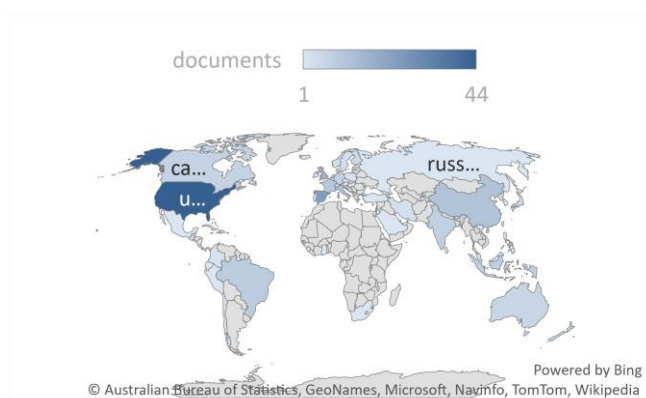 documents
1 44
ca...
russ...
u...
Powered by Bing
© Australian Bureau of Statistics, GeoNames, Microsoft, Navinfo, TomTom, Wikipedia